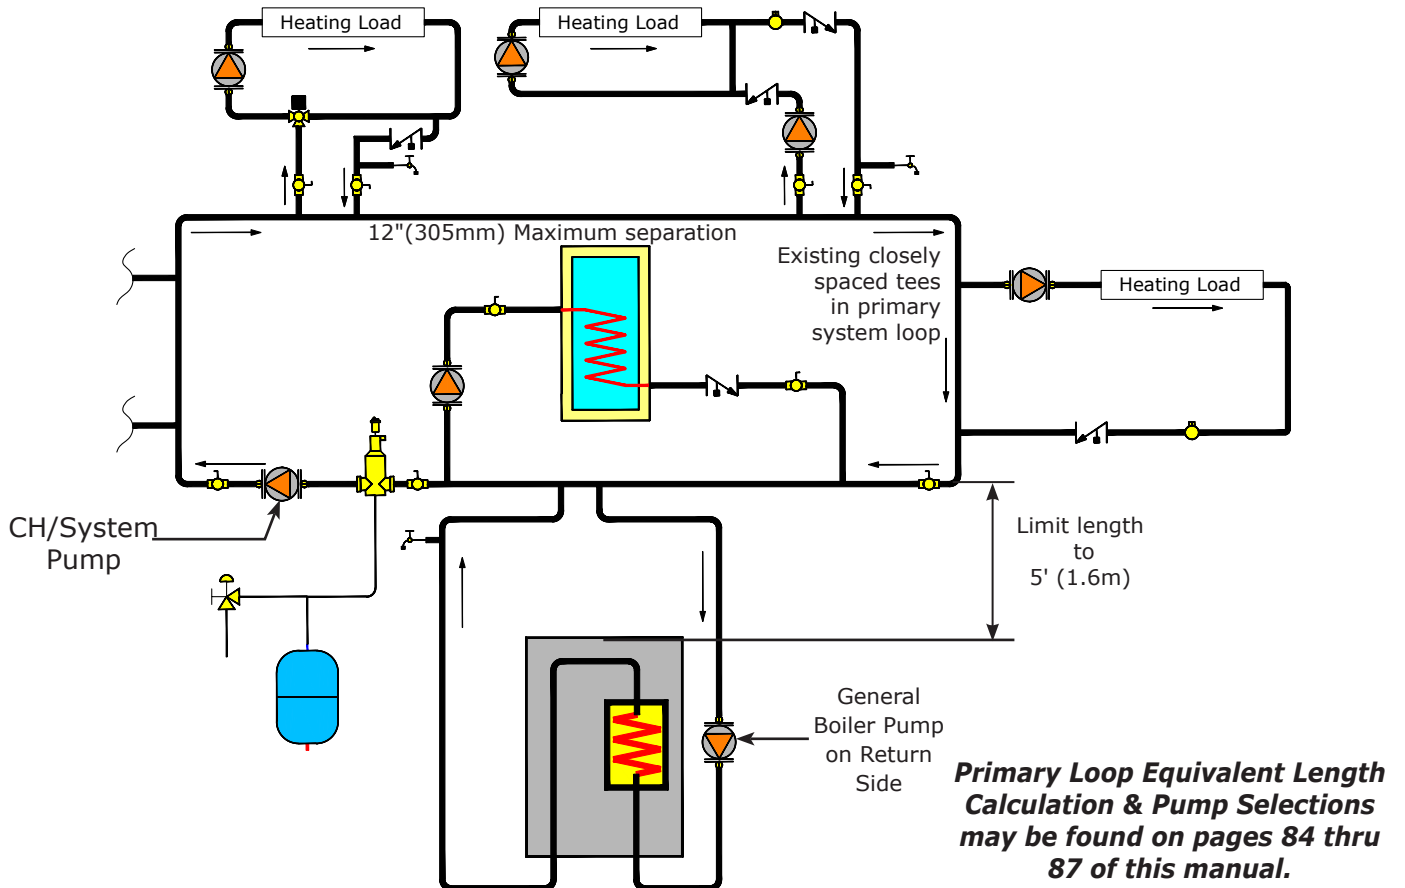 Heating Load
Heating Load
12"(305mm) Maximum separation
Existing closely
spaced tees
in primary
system loop
Heating Load
CH/System
Pump
Limit length
to
5' (1.6m)
General
Boiler Pump
on Return
Side
Primary Loop Equivalent Length
Calculation & Pump Selections
may be found on pages 84 thru
87 of this manual.